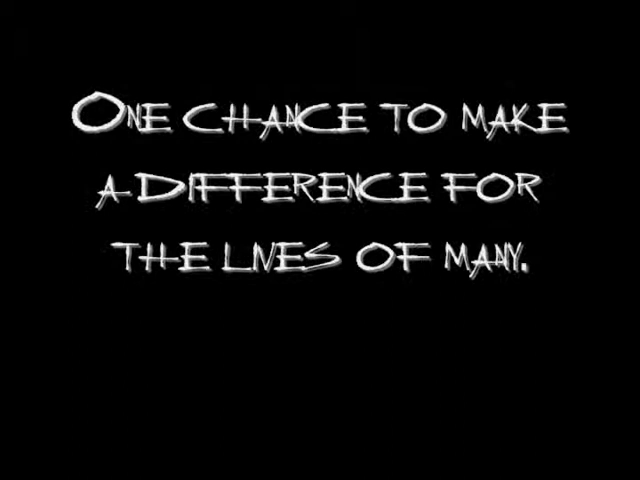 One chance to make
a difference for
the lives of many.